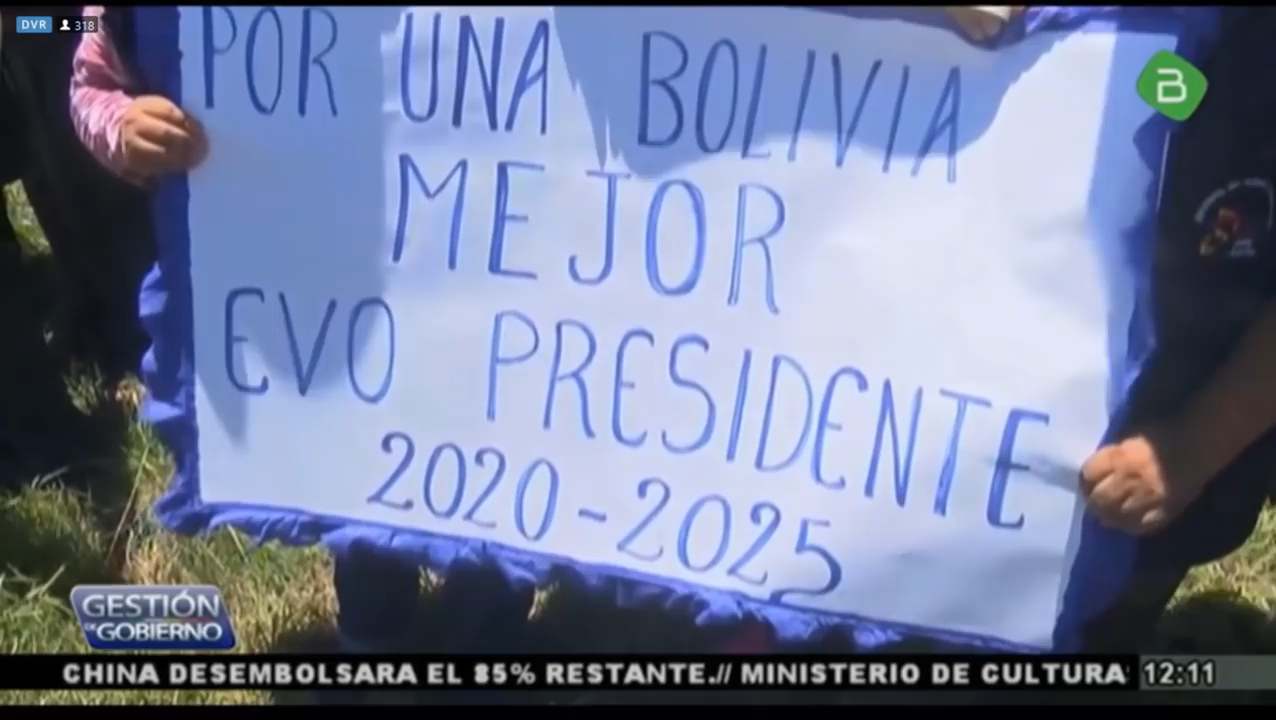 DVR 318
POR UNA BOLIVIA
B
MEJOR
EVO PRESIDENTE
2020-2025
GESTIÓN
DE GOBIERNO
CHINA DESEMBOLSARA EL 85% RESTANTE.// MINISTERIO DE CULTURA
12:11